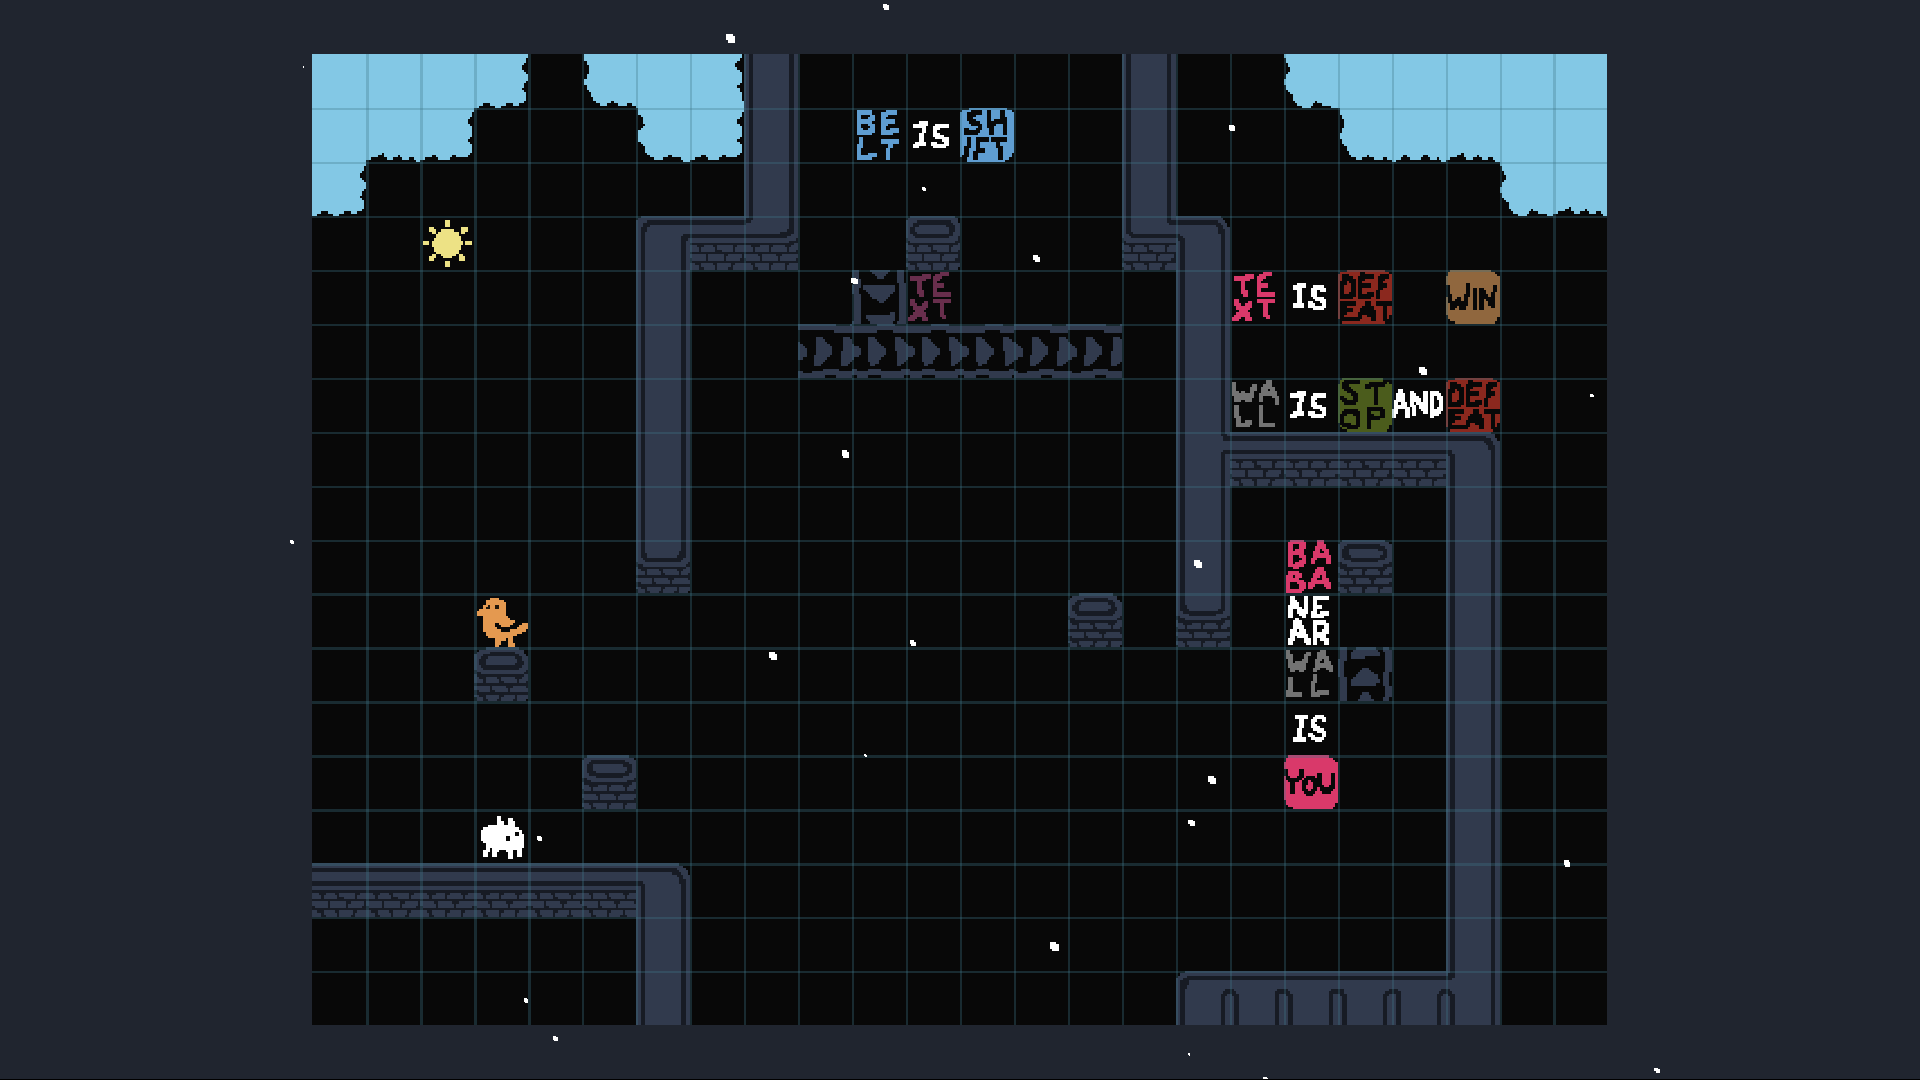 BELT IS SHIFT
TEXT
TEXT IS DEFEAT WIN
WALL IS STOP AND DEFEAT
BABA
NEAR
WALL
IS
YOU